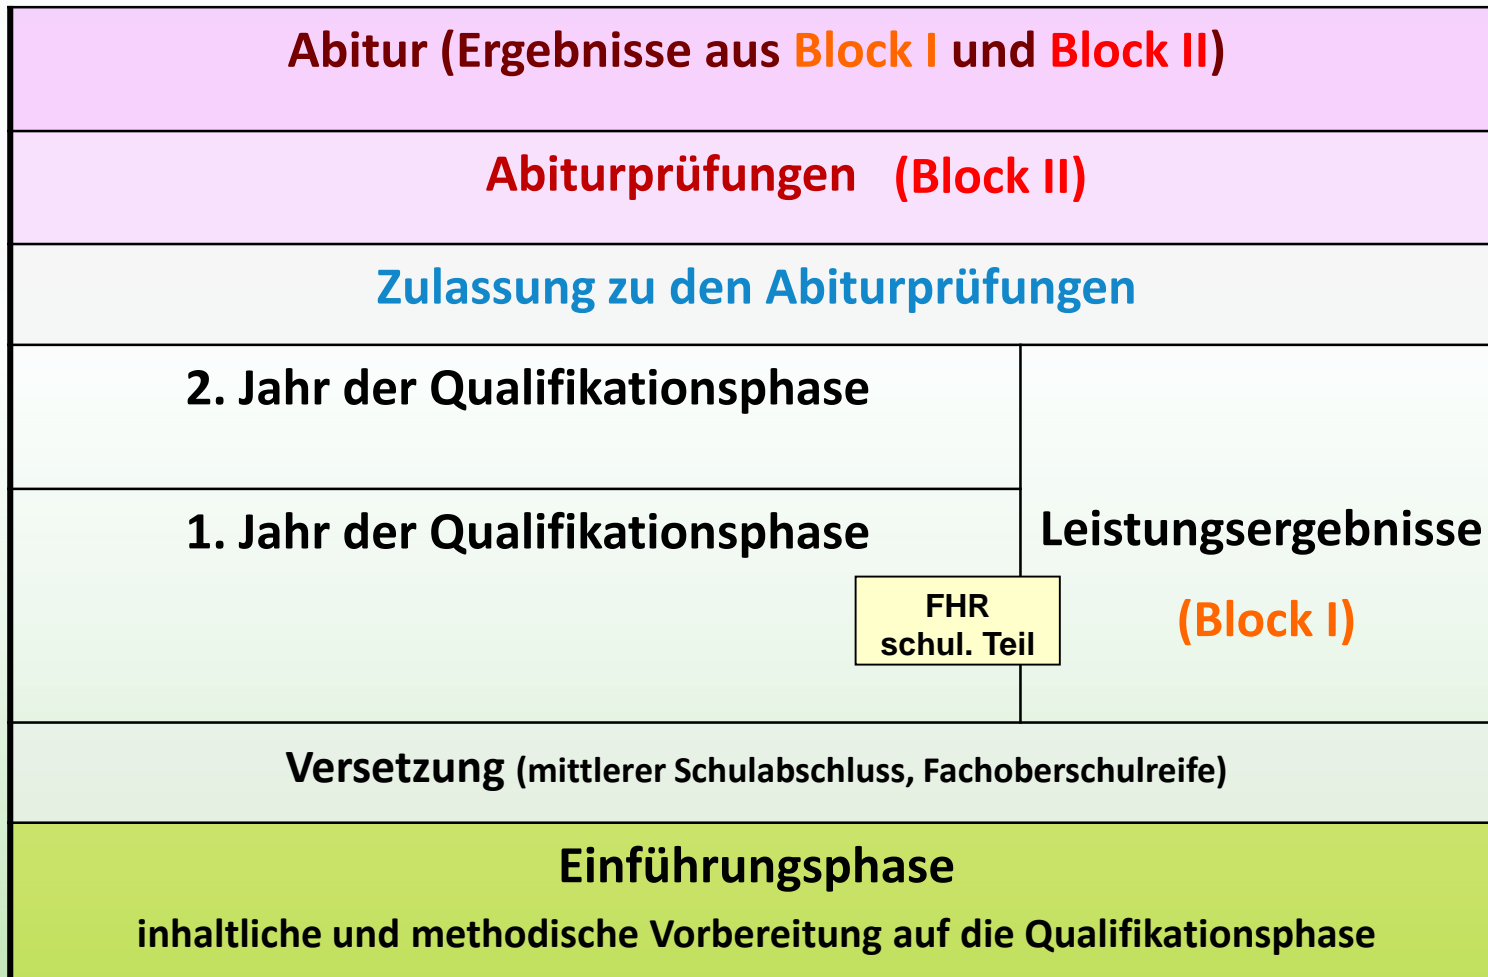 Abitur (Ergebnisse aus Block I und Block II)
Abiturprüfungen (Block II)
Zulassung zu den Abiturprüfungen
2. Jahr der Qualifikationsphase
1. Jahr der Qualifikationsphase
Leistungsergebnisse
(Block I)
FHR
schul. Teil
Versetzung (mittlerer Schulabschluss, Fachoberschulreife)
Einführungsphase
inhaltliche und methodische Vorbereitung auf die Qualifikationsphase